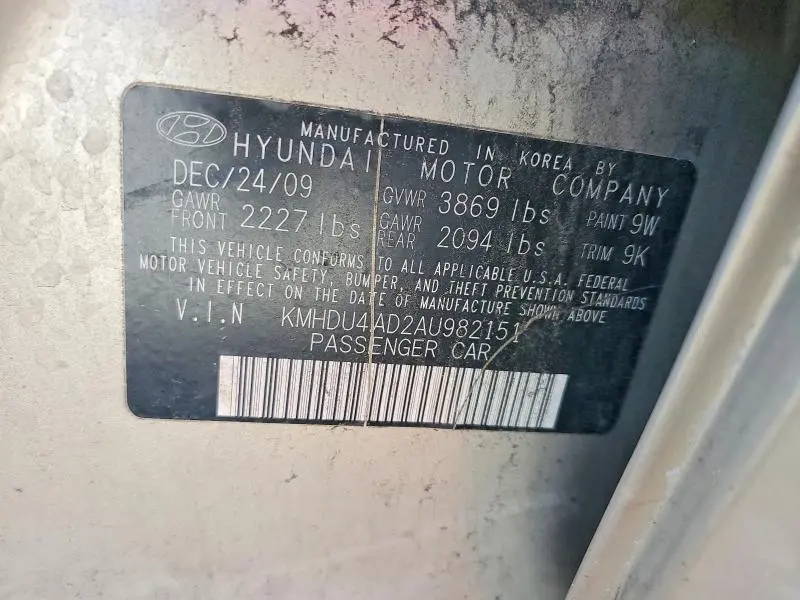 MANUFACTURED IN KOREA BY
HYUNDAI MOTOR COMPANY
DEC/24/09 GVWR 3869 lbs PAINT 9W
GAWR FRONT 2227 lbs GAWR REAR 2094 lbs TRIM 9K
THIS VEHICLE CONFORMS TO ALL APPLICABLE U.S.A. FEDERAL
MOTOR VEHICLE SAFETY, BUMPER, AND THEFT PREVENTION STANDARDS
IN EFFECT ON THE DATE OF MANUFACTURE SHOWN ABOVE
V.I.N KMHDU4AD2AU982151
PASSENGER CAR